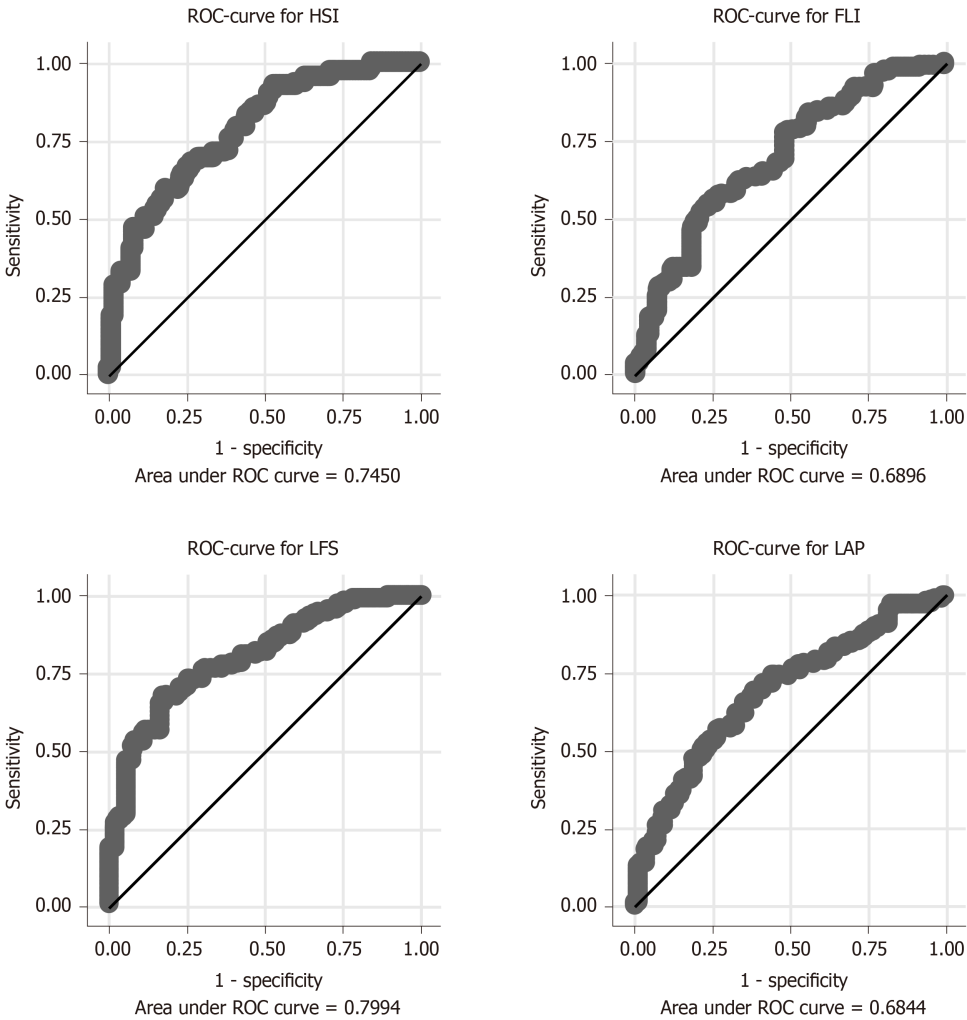 ROC-curve for HSI
Sensitivity
1.00
0.75
0.50
0.25
0.00
0.00 0.25 0.50 0.75 1.00
1 - specificity
Area under ROC curve = 0.7450
ROC-curve for FLI
Sensitivity
1.00
0.75
0.50
0.25
0.00
0.00 0.25 0.50 0.75 1.00
1 - specificity
Area under ROC curve = 0.6896
ROC-curve for LFS
Sensitivity
1.00
0.75
0.50
0.25
0.00
0.00 0.25 0.50 0.75 1.00
1 - specificity
Area under ROC curve = 0.7994
ROC-curve for LAP
Sensitivity
1.00
0.75
0.50
0.25
0.00
0.00 0.25 0.50 0.75 1.00
1 - specificity
Area under ROC curve = 0.6844